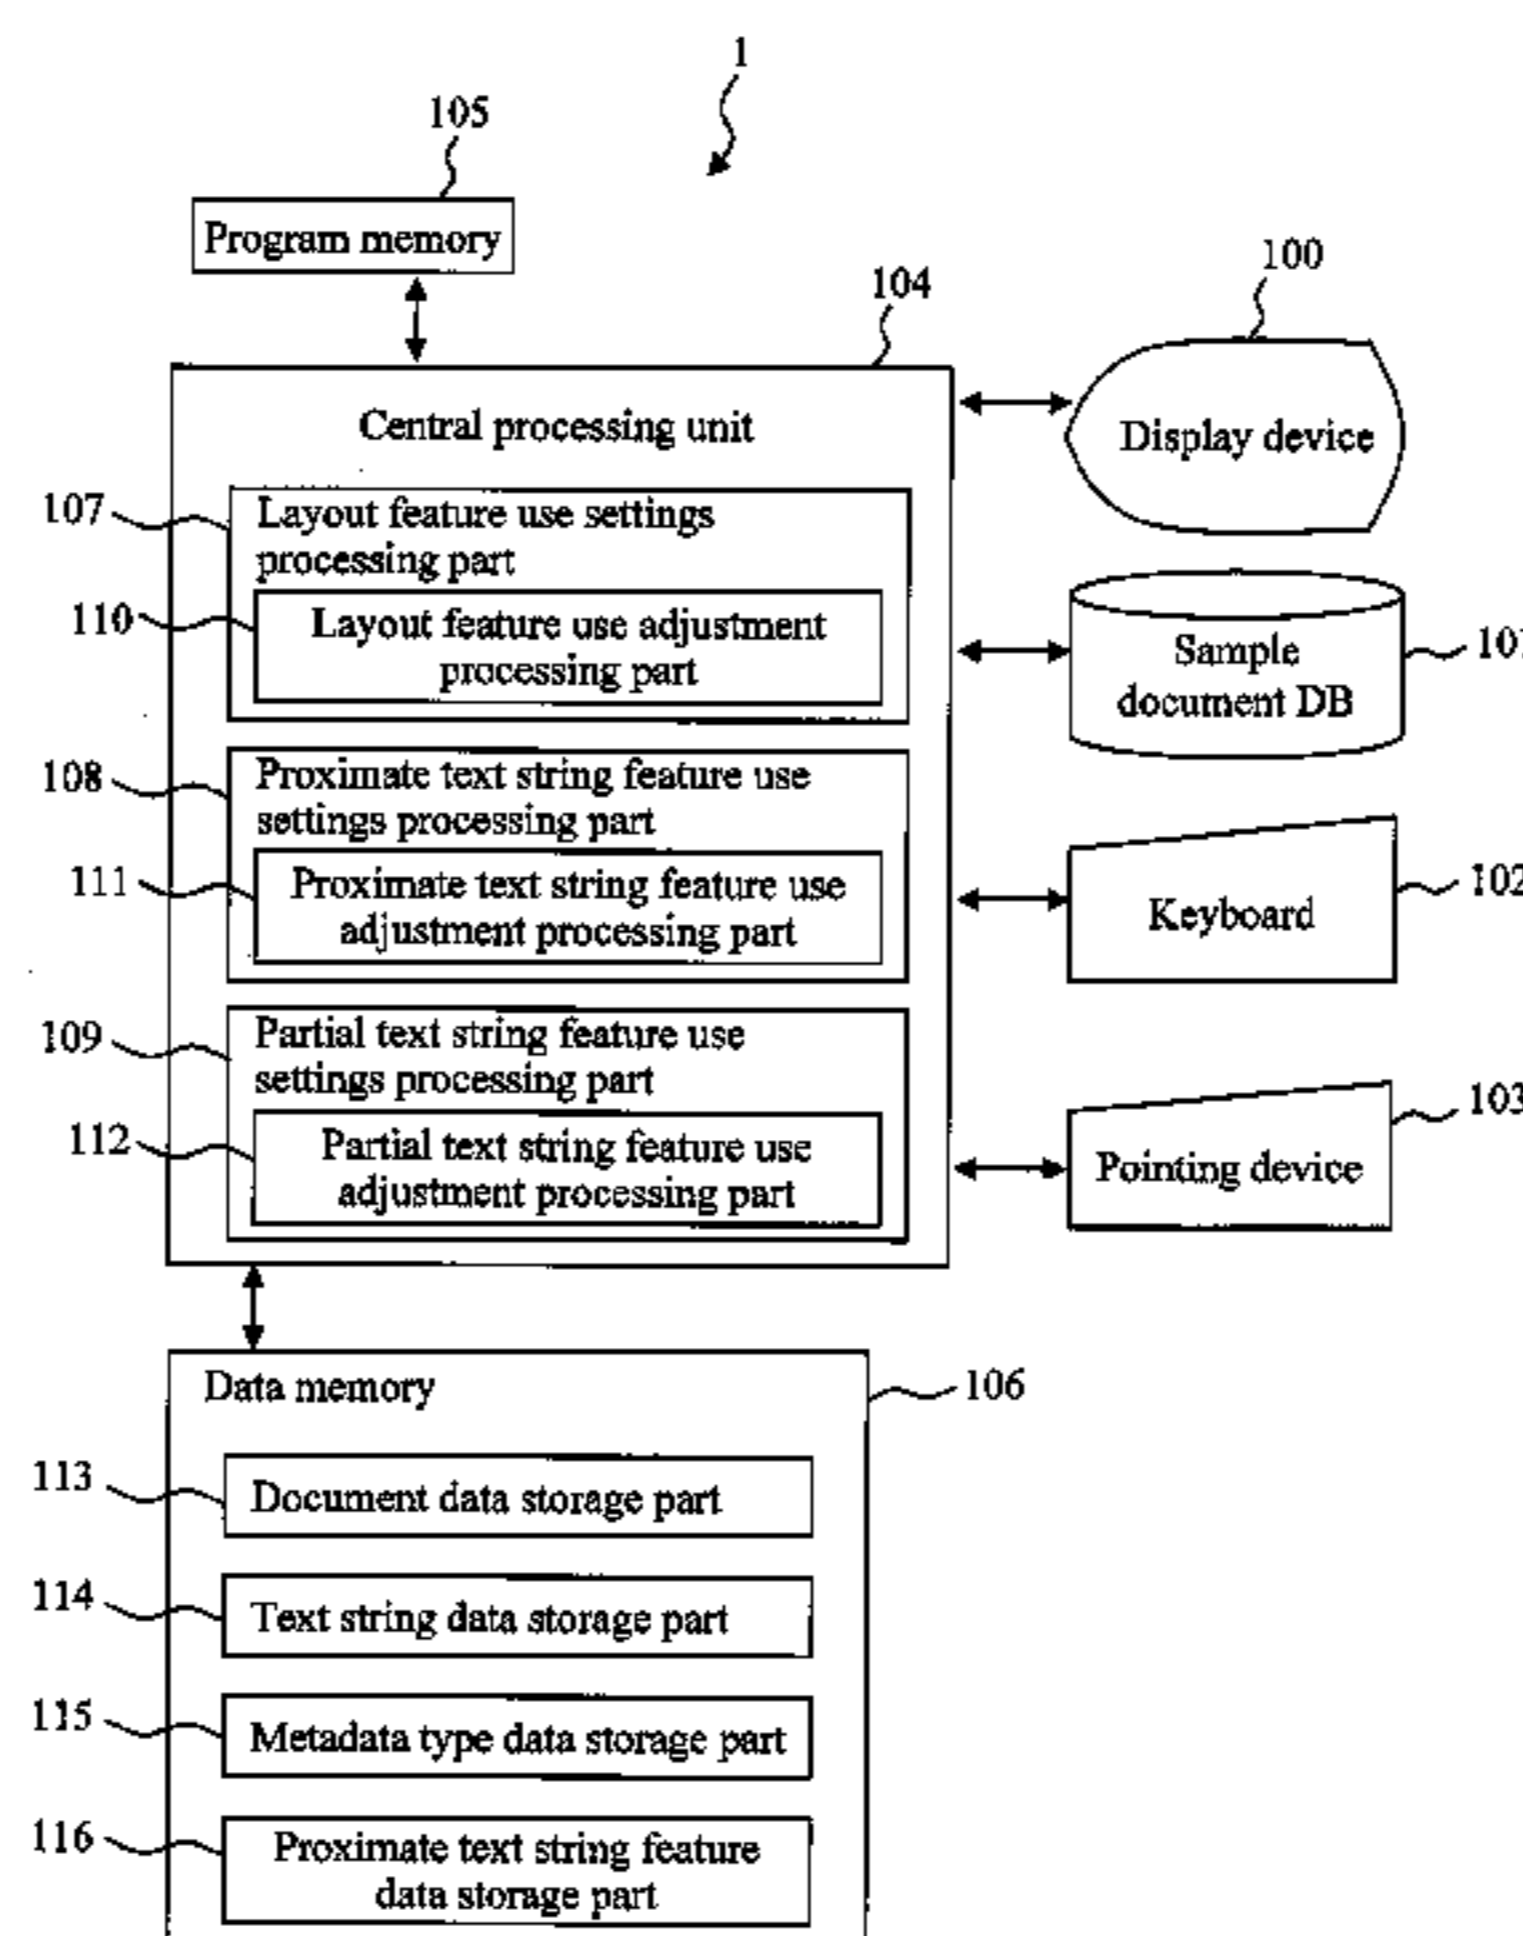 1
105
Program memory
104
100
Central processing unit
Display device
107
Layout feature use settings
processing part
110
Layout feature use adjustment
processing part
Sample
document DB
101
108
Proximate text string feature use
settings processing part
111
Proximate text string feature use
adjustment processing part
Keyboard
102
109
Partial text string feature use
settings processing part
112
Partial text string feature use
adjustment processing part
Pointing device
103
Data memory
106
113
Document data storage part
114
Text string data storage part
115
Metadata type data storage part
116
Proximate text string feature
data storage part